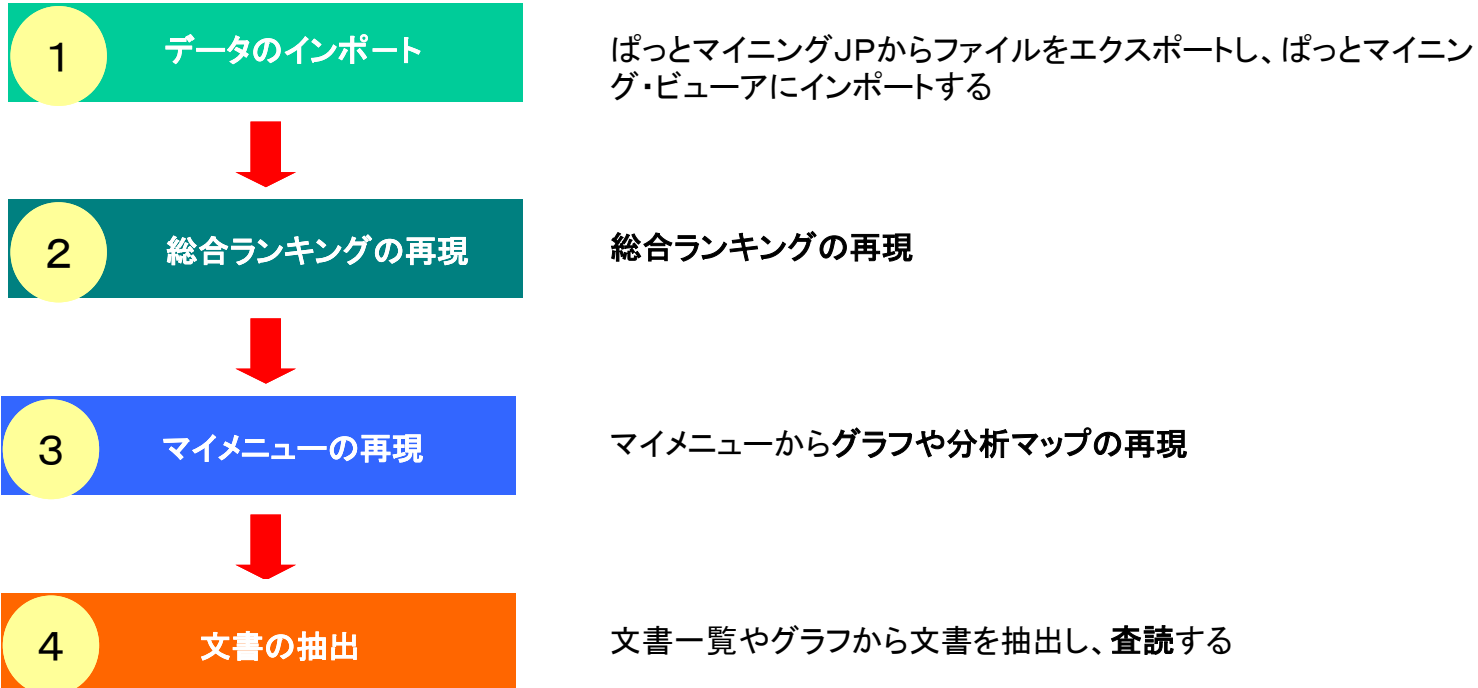 1
データのインポート
ぱっとマイニングJPからファイルをエクスポートし、ぱっとマイニン
グ・ビューアにインポートする
2
総合ランキングの再現
総合ランキングの再現
3
マイメニューの再現
マイメニューからグラフや分析マップの再現
4
文書の抽出
文書一覧やグラフから文書を抽出し、査読する